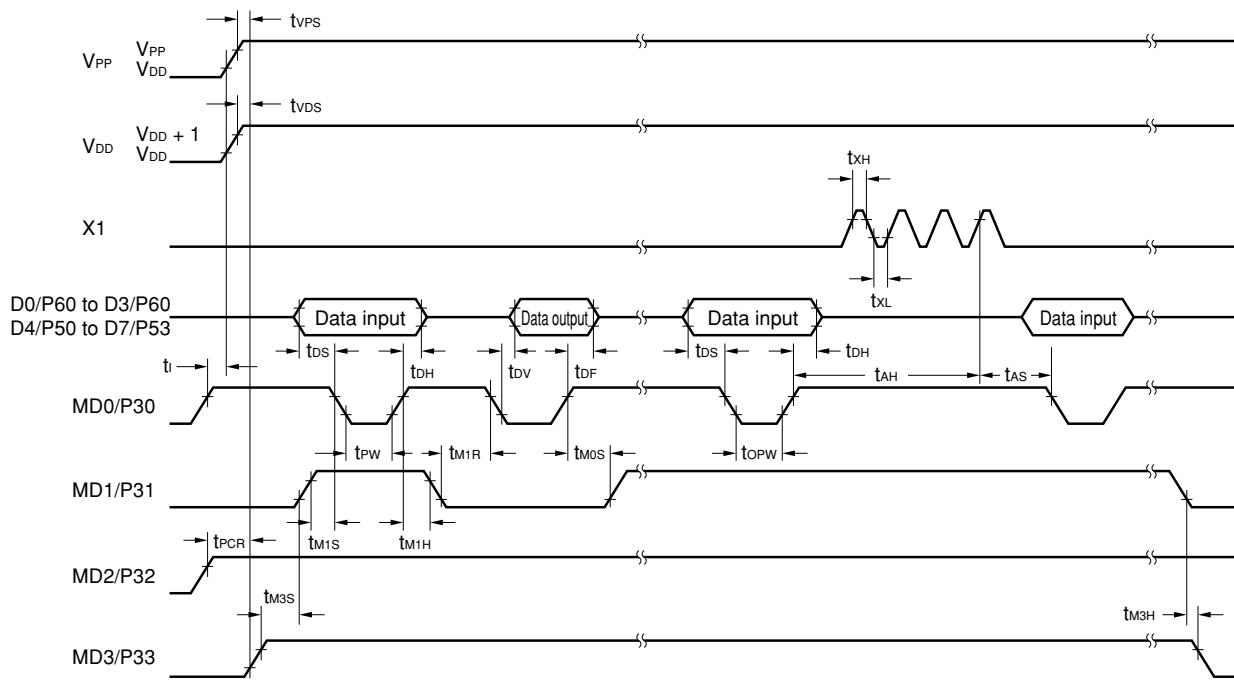 tVPS
VPP VPP
VDD
tVDS
VDD VDD + 1
VDD
tXH
X1
tXL
D0/P60 to D3/P60
D4/P50 to D7/P53
Data input
Data output
Data input
Data input
tI
tDS
tDH
tDV
tDF
tDS
tDH
tAH
tAS
MD0/P30
tPW
tM1R
tM0S
tOPW
MD1/P31
tPCR
tM1S
tM1H
MD2/P32
tM3S
tM3H
MD3/P33